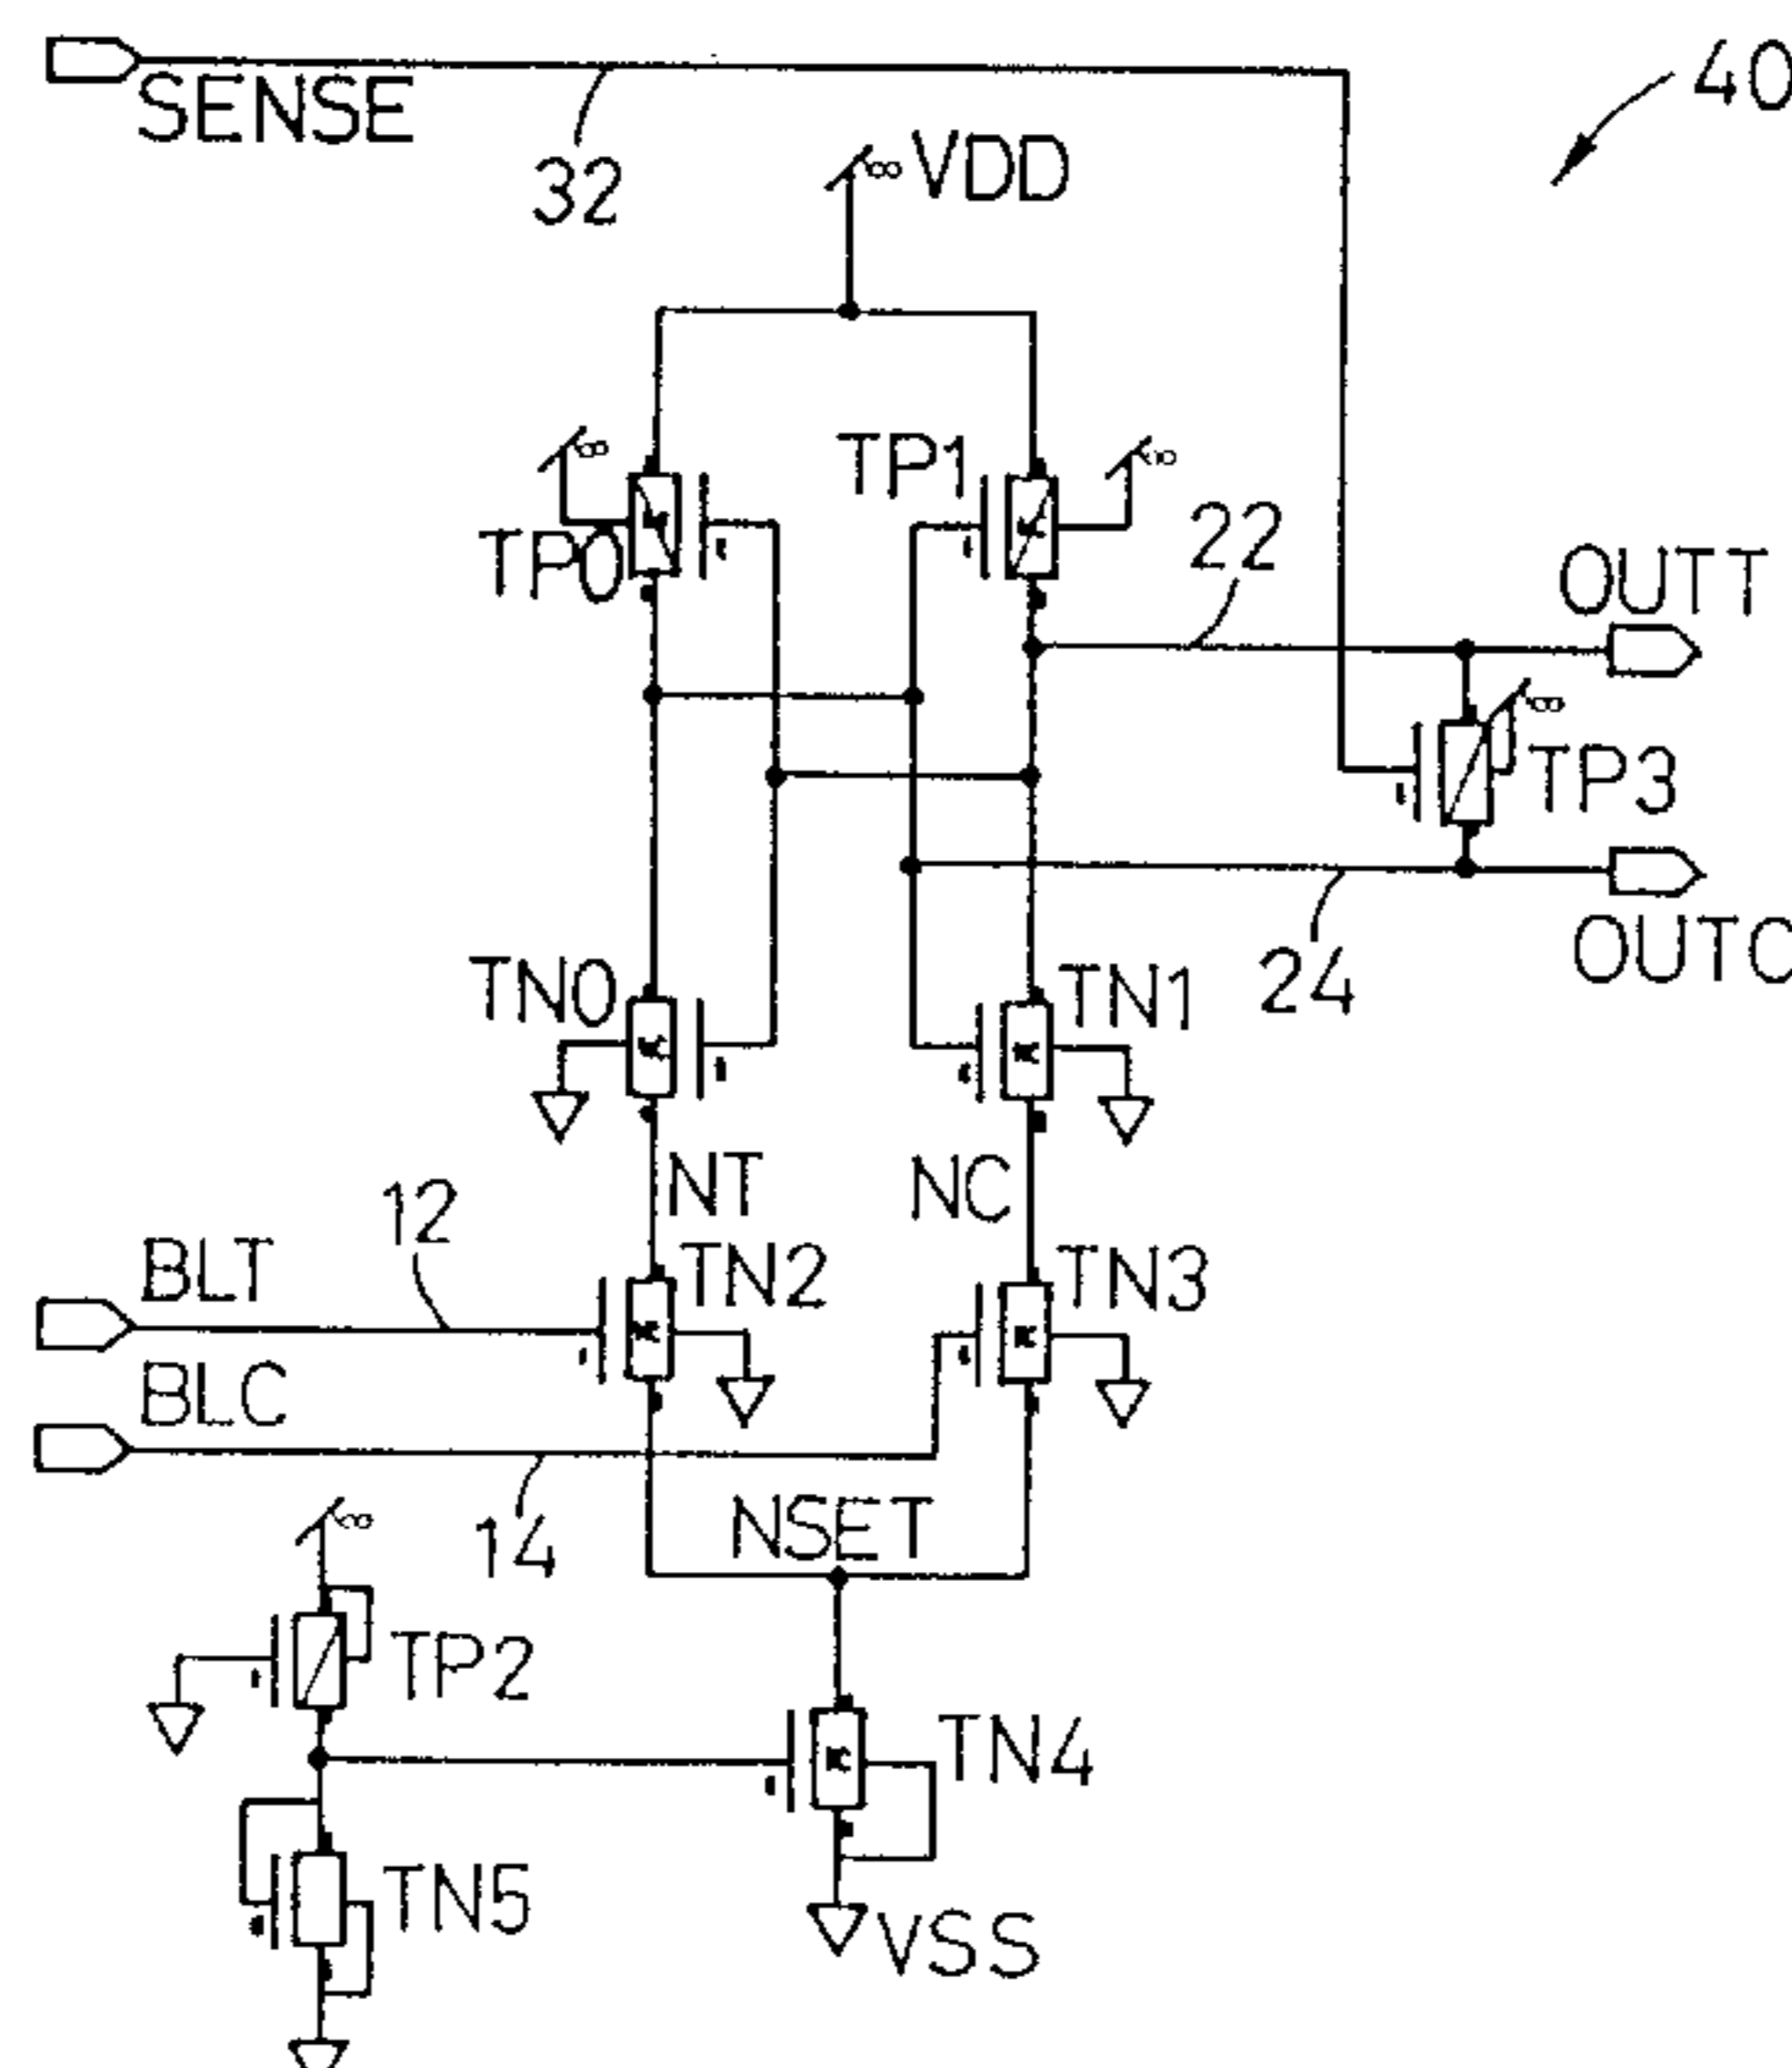 SENSE
40
32
VDD
TP1
TP0
22
OUTT
TP3
24
OUTC
TN0
TN1
NT
NC
12
BLT
TN2
TN3
BLC
14
NSET
TP2
TN4
TN5
VSS